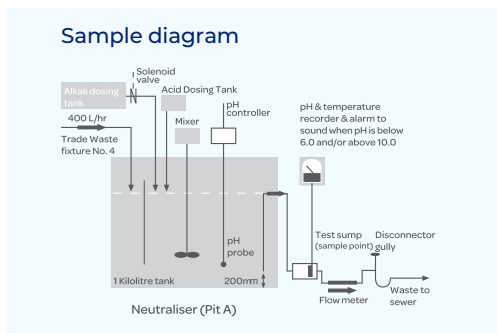 Sample diagram
Solenoid
valve
Alkali dosing
tank
Acid Dosing Tank
pH
controller
400 L/hr
Mixer
Trade Waste
fixture No. 4
pH & temperature
recorder & alarm to
sound when pH is below
6.0 and/or above 10.0
pH
probe
1 Kilolitre tank
200mm
Test sump
(sample point)
Disconnector
gully
Flow meter
Waste to
sewer
Neutraliser (Pit A)